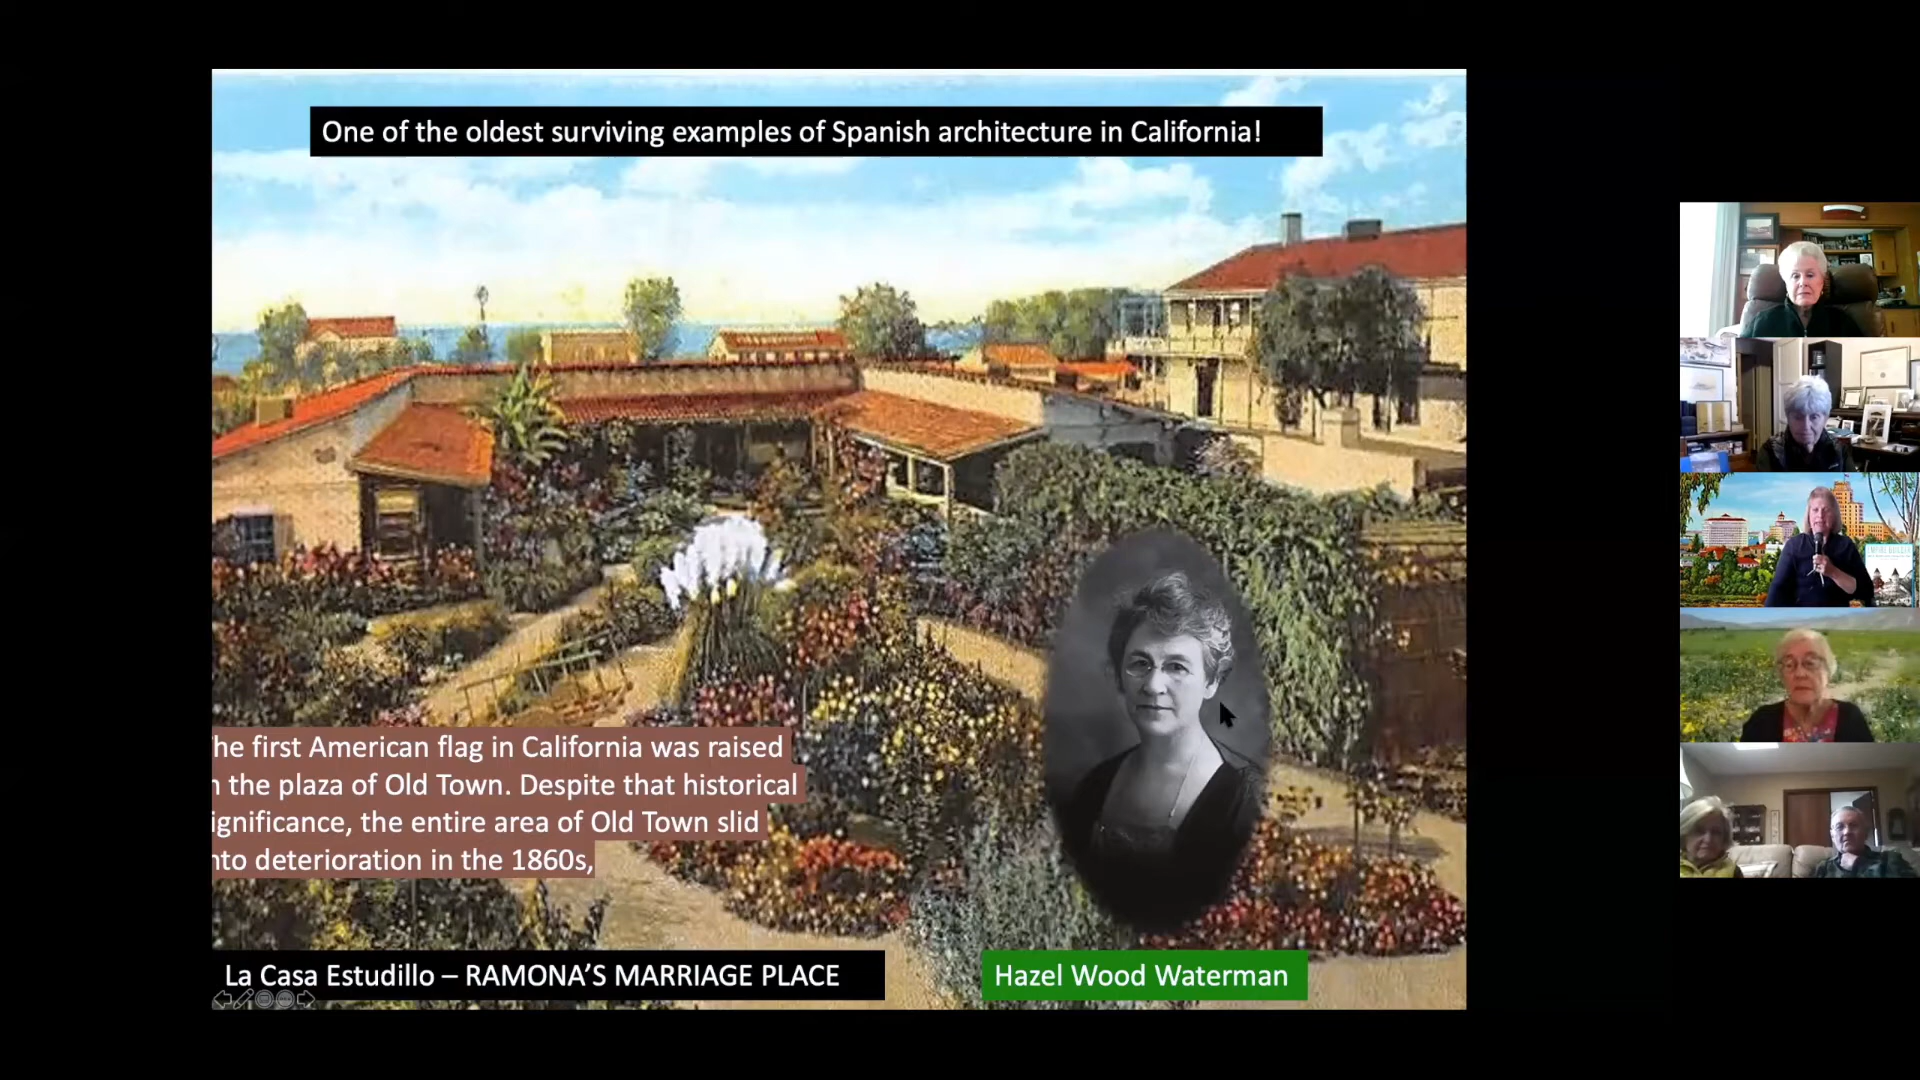 One of the oldest surviving examples of Spanish architecture in California!
he first American flag in California was raised
n the plaza of Old Town. Despite that historical
ignificance, the entire area of Old Town slid
nto deterioration in the 1860s,
La Casa Estudillo – RAMONA'S MARRIAGE PLACE
Hazel Wood Waterman
EMPIRE BUILDER